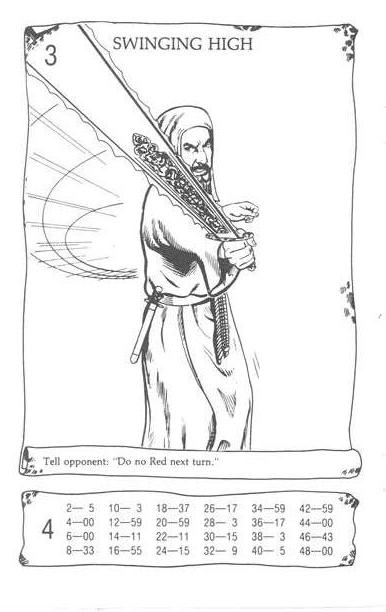 3
SWINGING HIGH
Tell opponent: "Do no Red next turn."
4
2— 5 10— 3 18—37 26—17 34—59 42—59
4—00 12—59 20—59 28— 3 36—17 44—00
6—00 14—11 22—11 30—15 38— 3 46—43
8—33 16—55 24—15 32— 9 40— 5 48—00